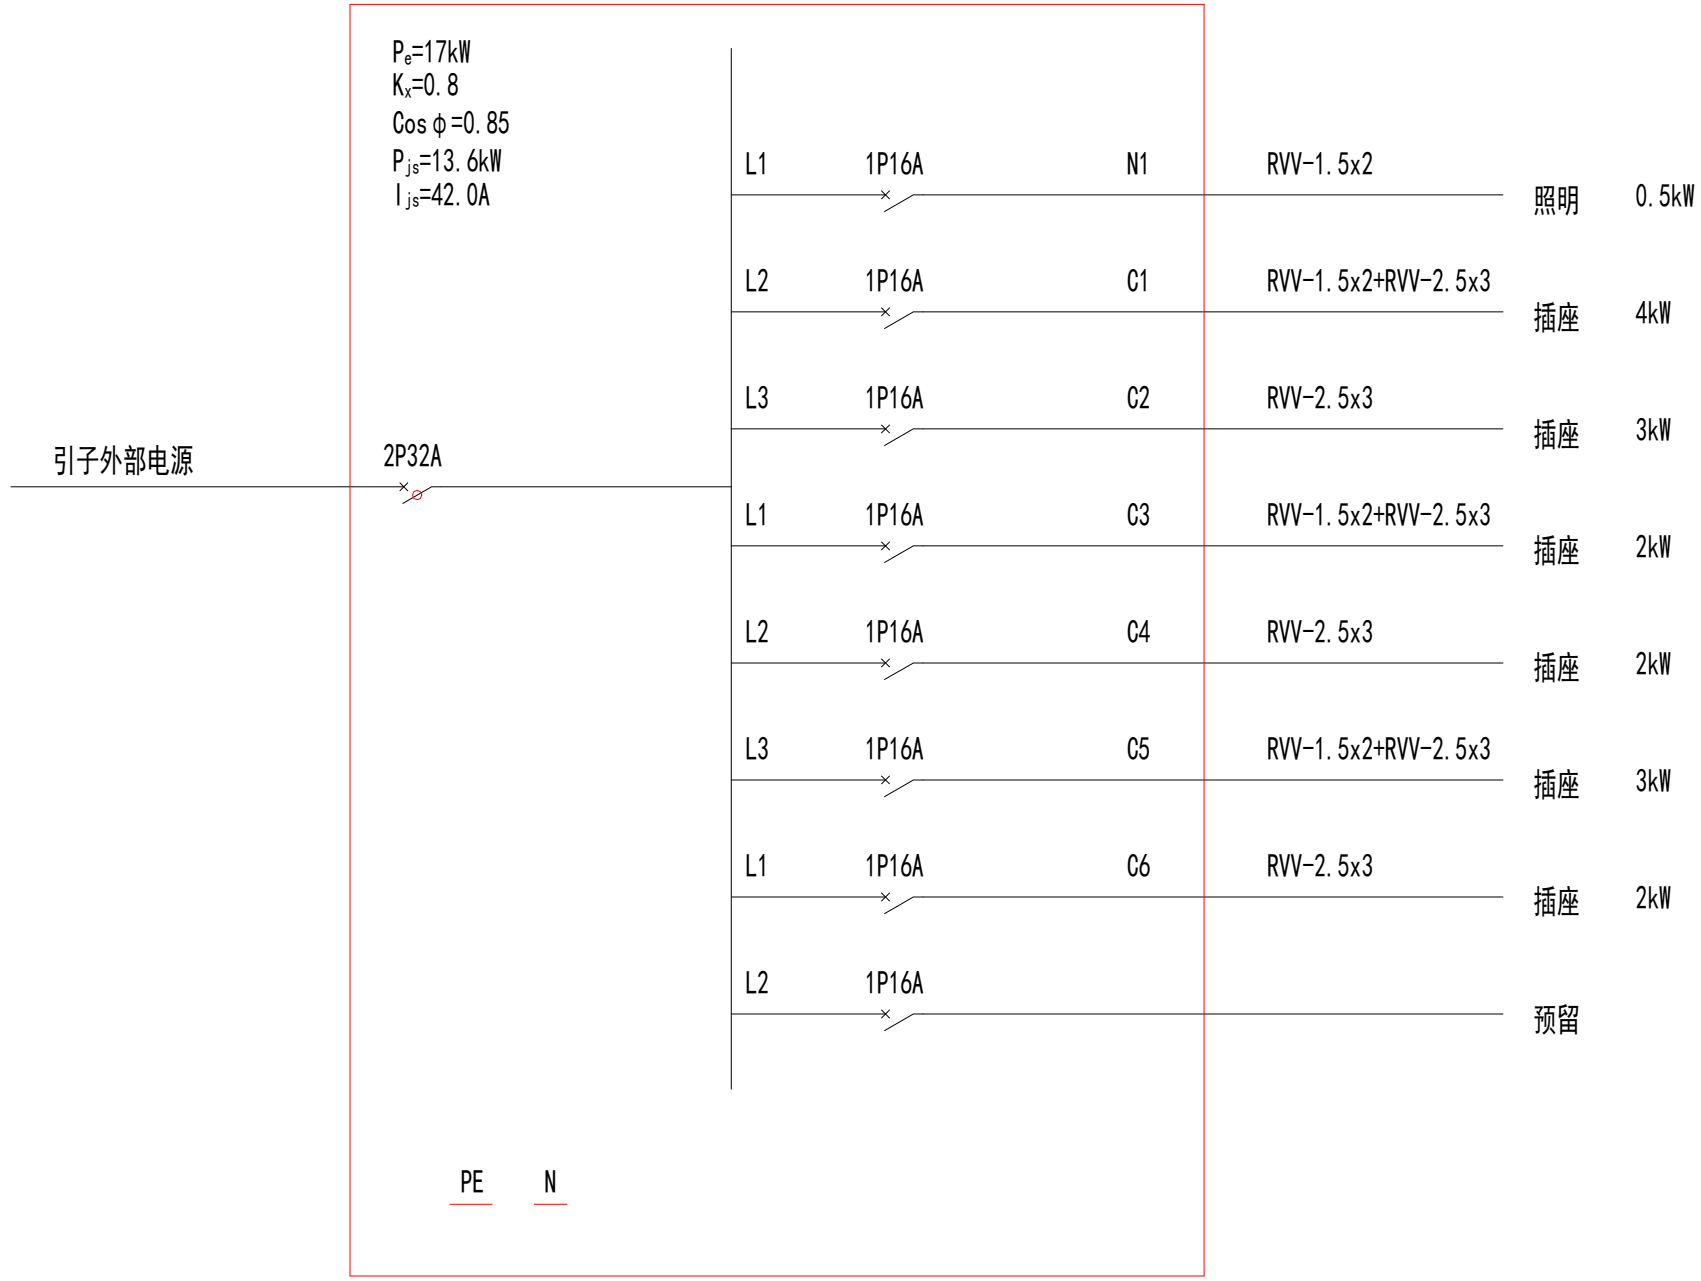 Pe=17kW
Kx=0.8
Cosφ=0.85
Pjs=13.6kW
Ijs=42.0A
L1 1P16A N1 RVV-1.5x2 照明 0.5kW
L2 1P16A C1 RVV-1.5x2+RVV-2.5x3 插座 4kW
L3 1P16A C2 RVV-2.5x3 插座 3kW
引子外部电源 2P32A
L1 1P16A C3 RVV-1.5x2+RVV-2.5x3 插座 2kW
L2 1P16A C4 RVV-2.5x3 插座 2kW
L3 1P16A C5 RVV-1.5x2+RVV-2.5x3 插座 3kW
L1 1P16A C6 RVV-2.5x3 插座 2kW
L2 1P16A 预留
PE N